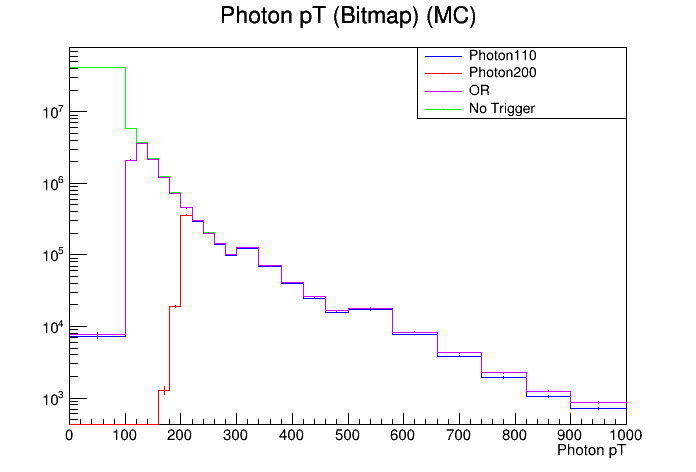 Photon pT (Bitmap) (MC)
Photon110
Photon200
OR
No Trigger
10^7
10^6
10^5
10^4
10^3
0 100 200 300 400 500 600 700 800 900 1000
Photon pT